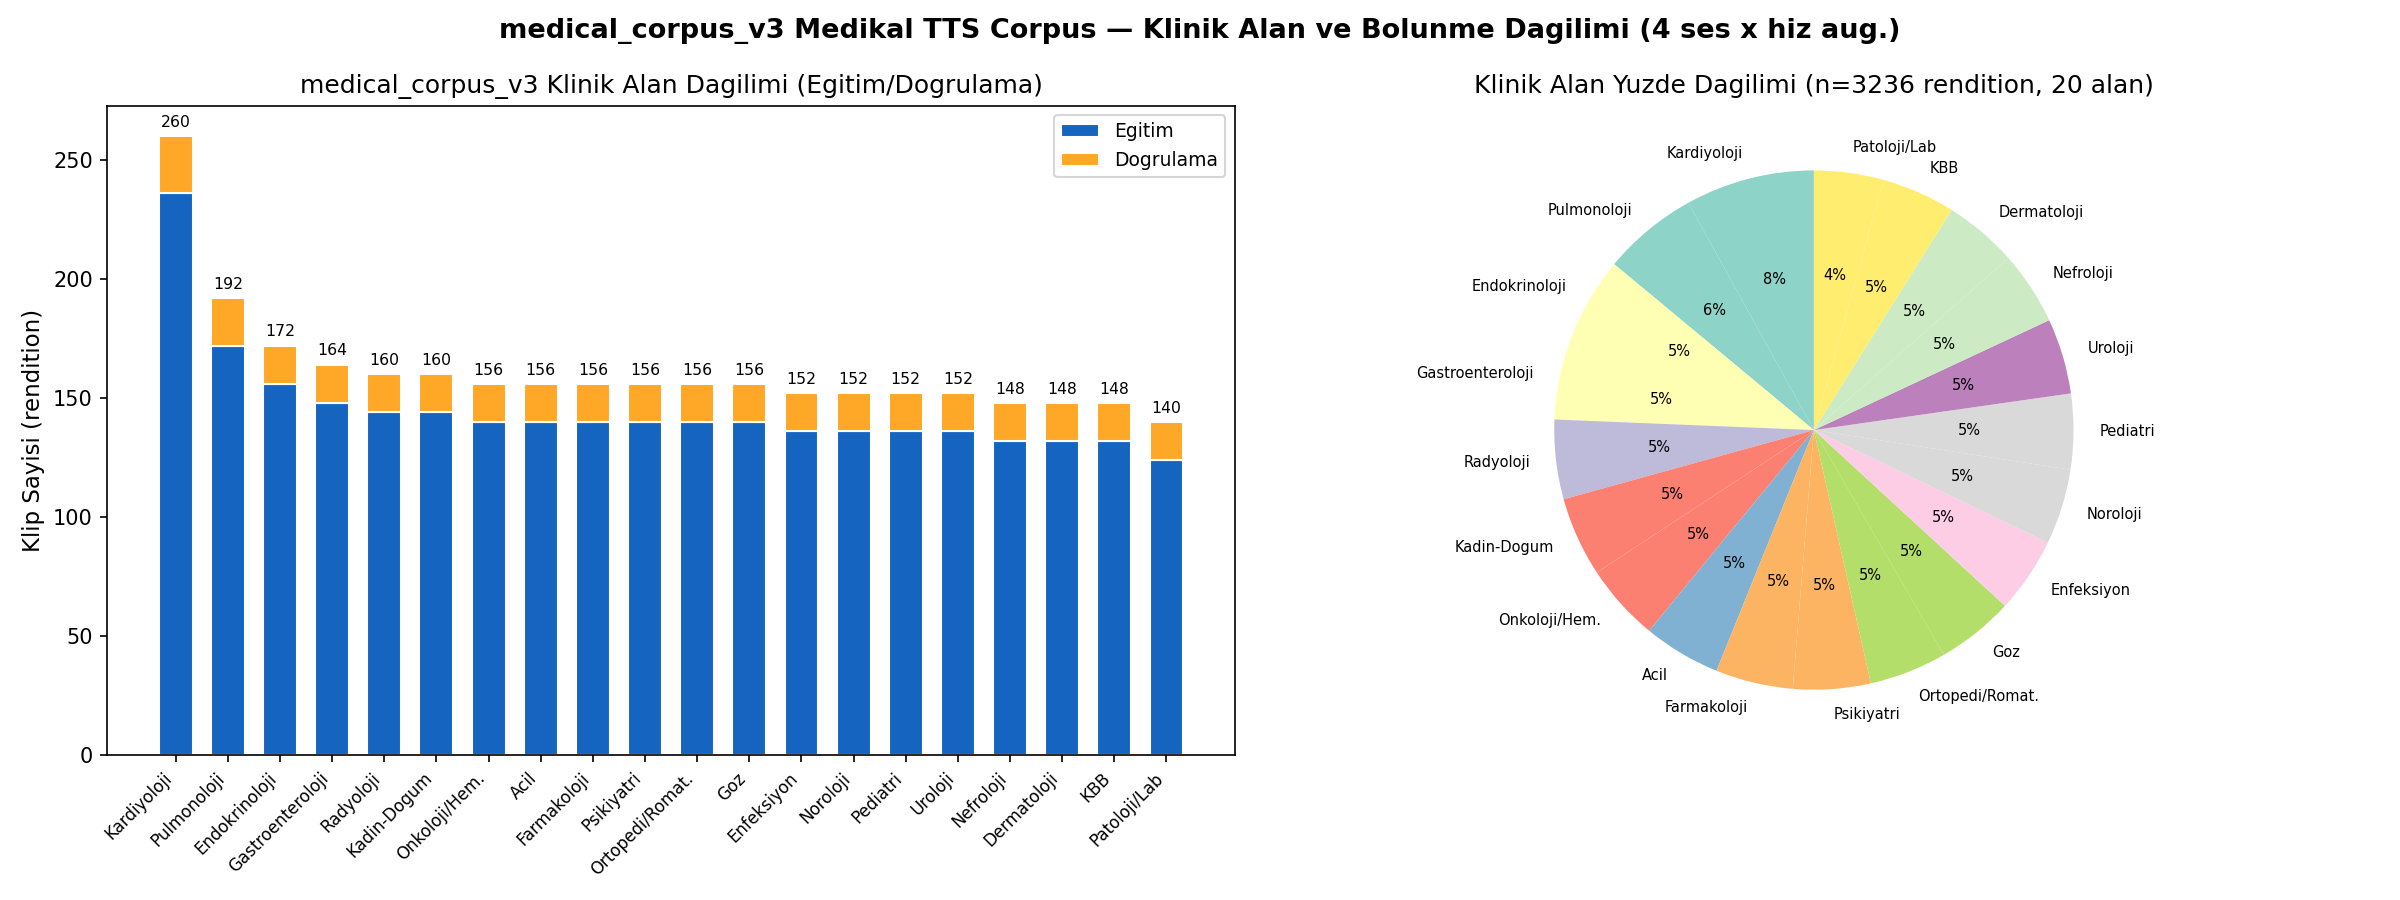 medical_corpus_v3 Medikal TTS Corpus — Klinik Alan ve Bolunme Dagilimi (4 ses x hiz aug.)
medical_corpus_v3 Klinik Alan Dagilimi (Egitim/Dogrulama)
Klip Sayisi (rendition)
250
200
150
100
50
0
260
192
172
164
160
160
156
156
156
156
156
156
152
152
152
152
148
148
148
140
Egitim
Dogrulama
Kardiyoloji
Pulmonoloji
Endokrinoloji
Gastroenteroloji
Radyoloji
Kadin-Dogum
Onkoloji/Hem.
Acil
Farmakoloji
Psikiyatri
Ortopedi/Romat.
Goz
Enfeksiyon
Noroloji
Pediatri
Uroloji
Nefroloji
Dermatoloji
KBB
Patoloji/Lab
Klinik Alan Yuzde Dagilimi (n=3236 rendition, 20 alan)
Kardiyoloji
8%
Pulmonoloji
6%
Endokrinoloji
5%
Gastroenteroloji
5%
Radyoloji
5%
Kadin-Dogum
5%
Onkoloji/Hem.
5%
Acil
5%
Farmakoloji
5%
Psikiyatri
5%
Ortopedi/Romat.
5%
Goz
5%
Enfeksiyon
5%
Noroloji
5%
Pediatri
5%
Uroloji
5%
Nefroloji
5%
Dermatoloji
5%
KBB
5%
Patoloji/Lab
4%